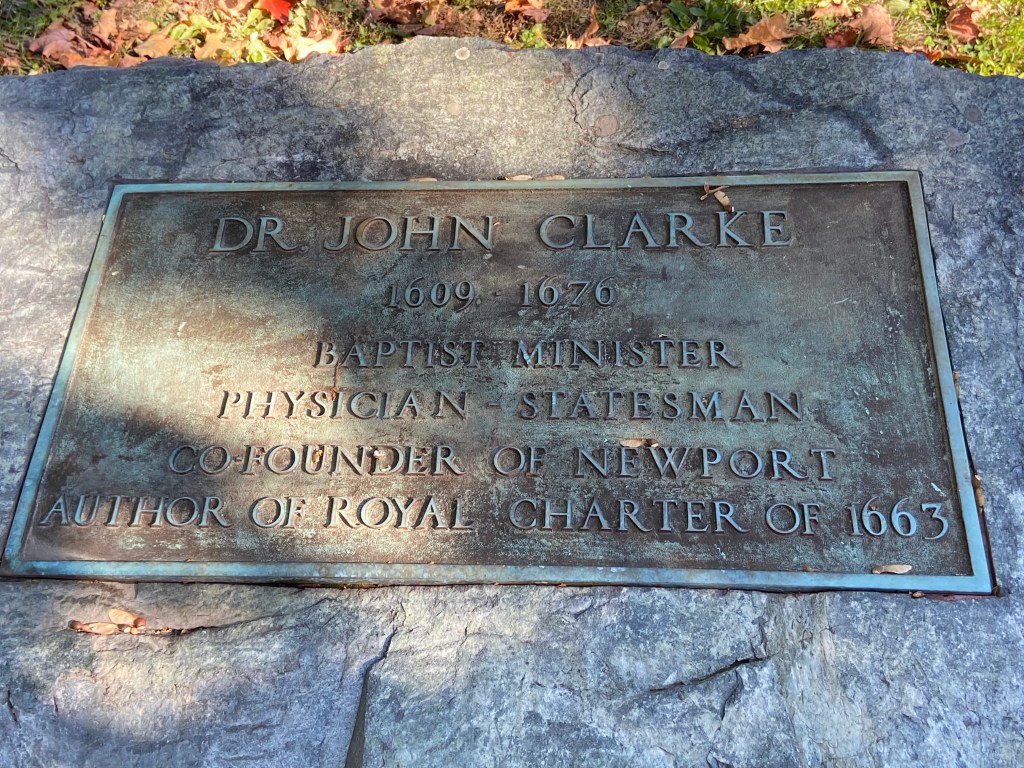 DR. JOHN CLARKE
1609 - 1676
BAPTIST MINISTER
PHYSICIAN - STATESMAN
CO-FOUNDER OF NEWPORT
AUTHOR OF ROYAL CHARTER OF 1663